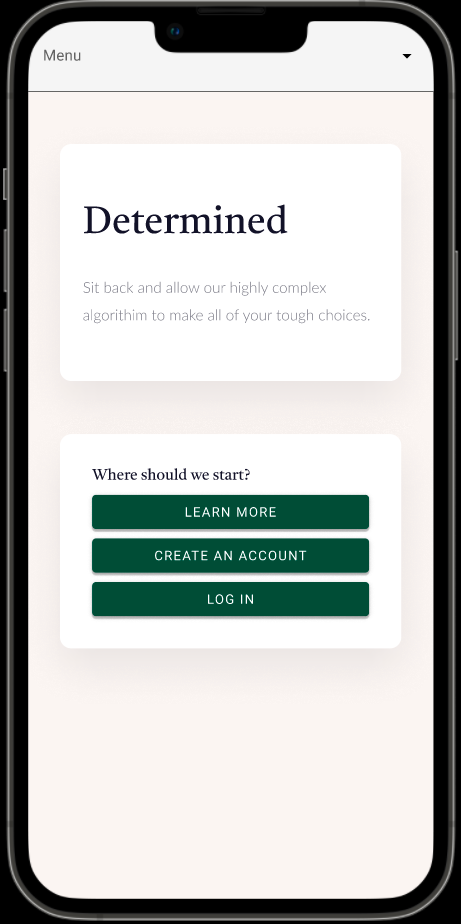 Menu
Determined
Sit back and allow our highly complex
algorithim to make all of your tough choices.
Where should we start?
LEARN MORE
CREATE AN ACCOUNT
LOG IN